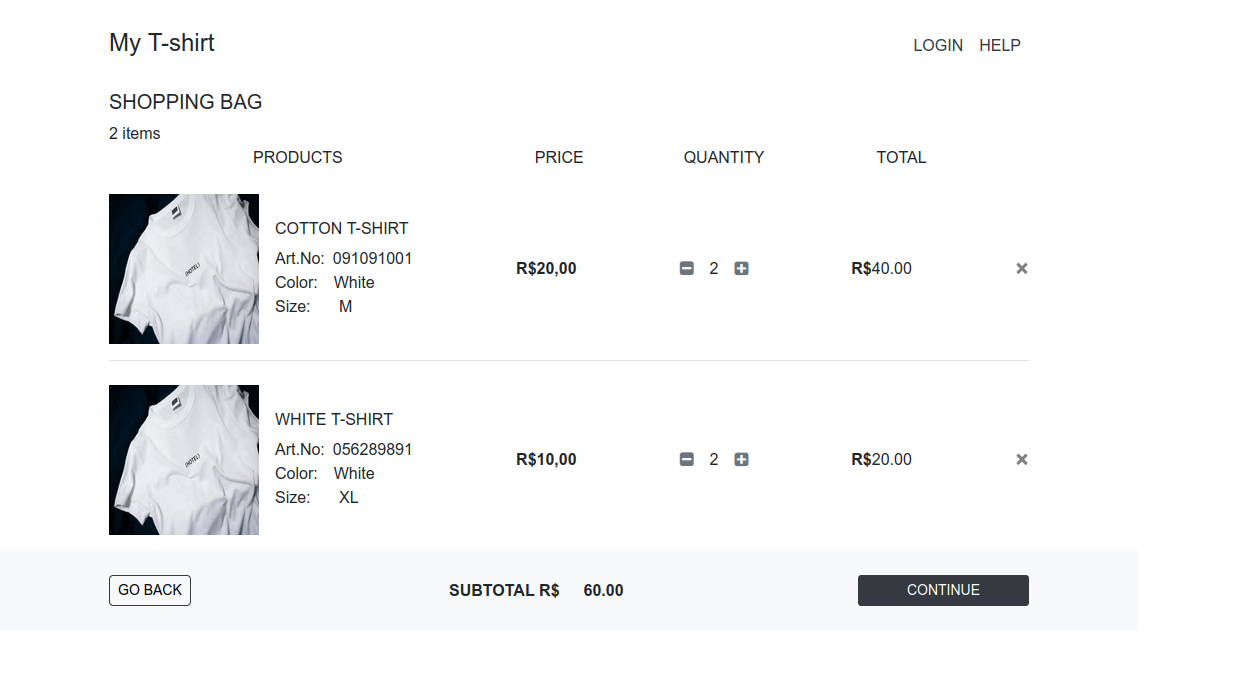 My T-shirt
LOGIN HELP
SHOPPING BAG
2 items
PRODUCTS PRICE QUANTITY TOTAL
COTTON T-SHIRT
Art.No: 091091001
Color: White
Size: M
R$20,00 2 R$40.00
(HOTEL)
WHITE T-SHIRT
Art.No: 056289891
Color: White
Size: XL
R$10,00 2 R$20.00
(HOTEL)
GO BACK SUBTOTAL R$ 60.00 CONTINUE